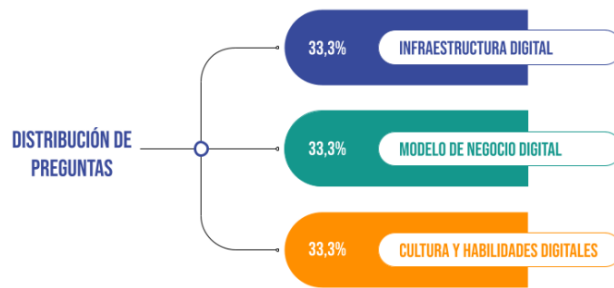 DISTRIBUCIÓN DE
PREGUNTAS
33,3%
INFRAESTRUCTURA DIGITAL
33,3%
MODELO DE NEGOCIO DIGITAL
33,3%
CULTURA Y HABILIDADES DIGITALES